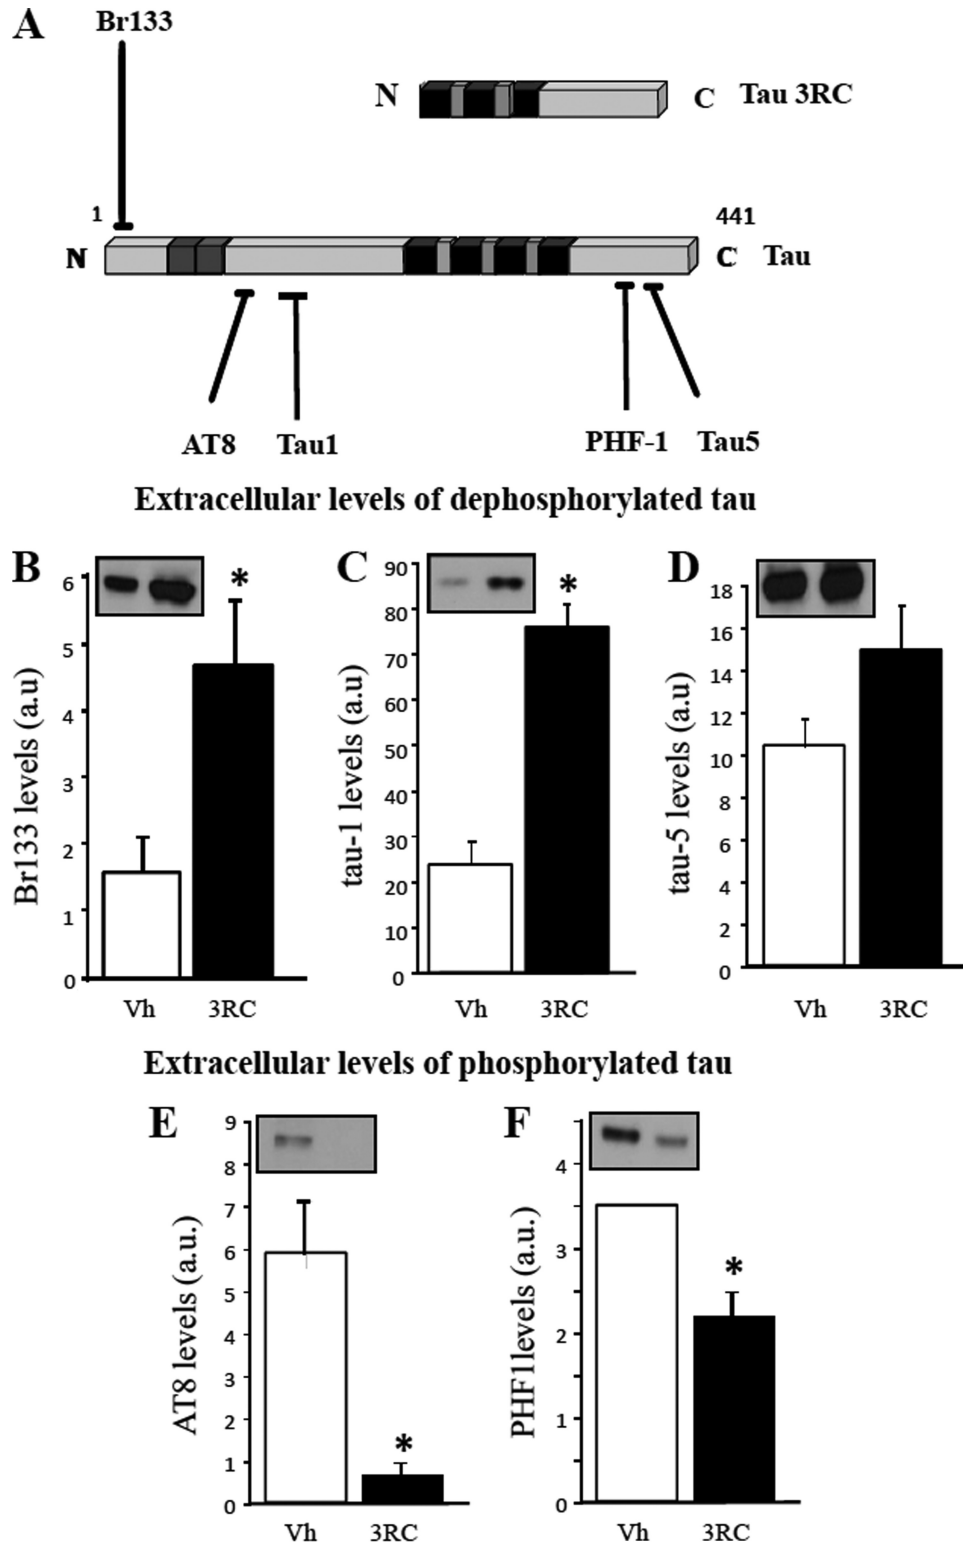 A
Br133
N C Tau 3RC
1 441
N C Tau
AT8 Tau1 PHF-1 Tau5
Extracellular levels of dephosphorylated tau
B
Br133 levels (a.u)
6
5
4
3
2
1
0
*
Vh 3RC
C
tau-1 levels (a.u)
90
80
70
60
50
40
30
20
10
0
*
Vh 3RC
D
tau-5 levels (a.u)
18
16
14
12
10
8
6
4
2
0
Vh 3RC
Extracellular levels of phosphorylated tau
E
AT8 levels (a.u.)
9
8
7
6
5
4
3
2
1
0
*
Vh 3RC
F
PHF1levels (a.u.)
4
3
2
1
0
*
Vh 3RC